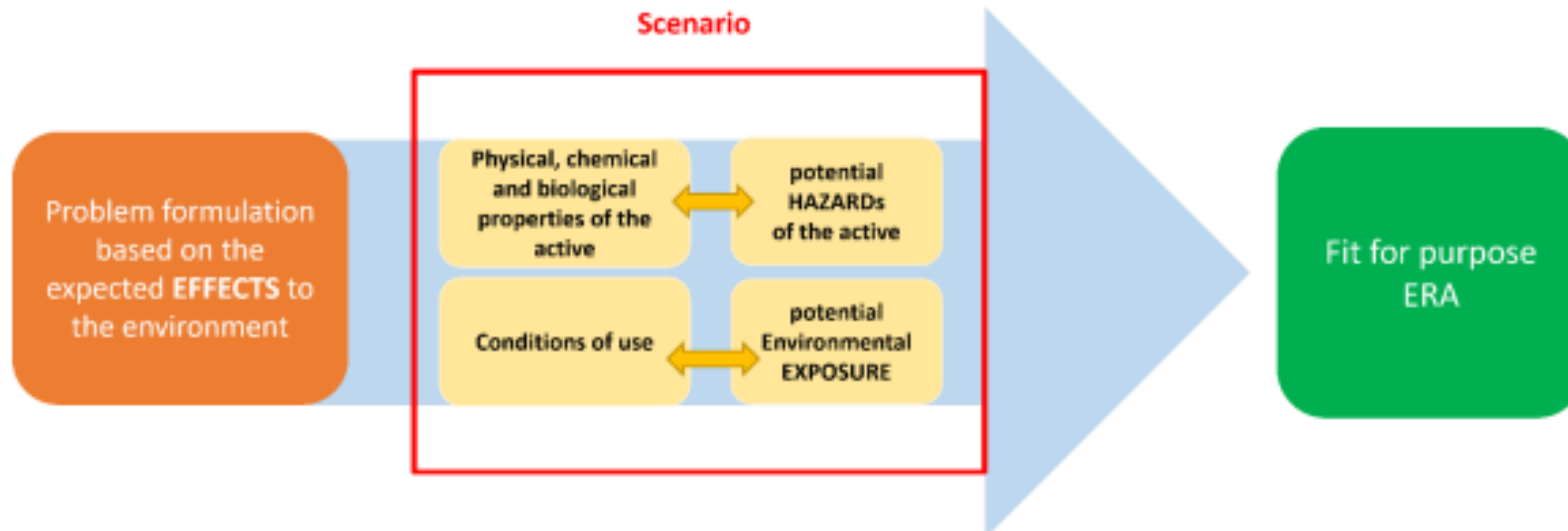 Scenario
Problem formulation
based on the
expected EFFECTS to
the environment
Physical, chemical
and biological
properties of the
active
potential
HAZARDs
of the active
Conditions of use
potential
Environmental
EXPOSURE
Fit for purpose
ERA